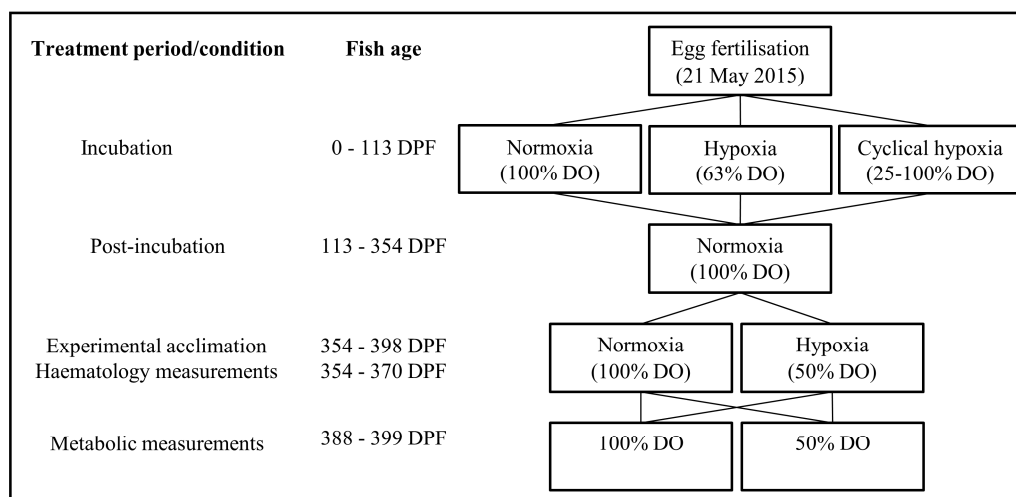 Treatment period/condition
Fish age
Egg fertilisation
(21 May 2015)
Incubation
0 - 113 DPF
Normoxia
(100% DO)
Hypoxia
(63% DO)
Cyclical hypoxia
(25-100% DO)
Post-incubation
113 - 354 DPF
Normoxia
(100% DO)
Experimental acclimation
354 - 398 DPF
Haematology measurements
354 - 370 DPF
Normoxia
(100% DO)
Hypoxia
(50% DO)
Metabolic measurements
388 - 399 DPF
100% DO
50% DO